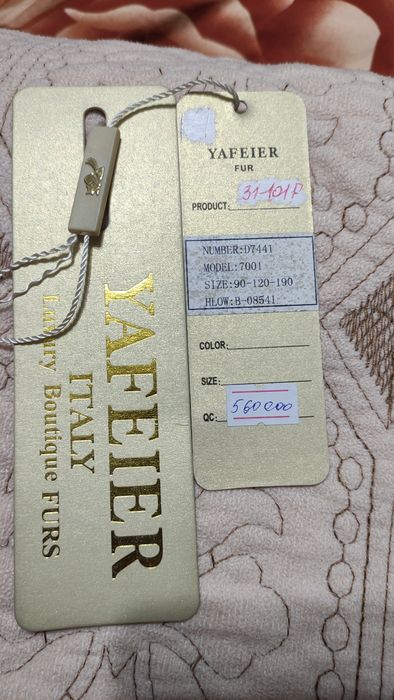 YAFEIER
ITALY
Luxury Boutique FURS
YAFEIER
FUR
PRODUCT: 31-101P
NUMBER:D7441
MODEL:7001
SIZE:90-120-190
HLOW:B-08541
COLOR:
SIZE:
QC: 560000